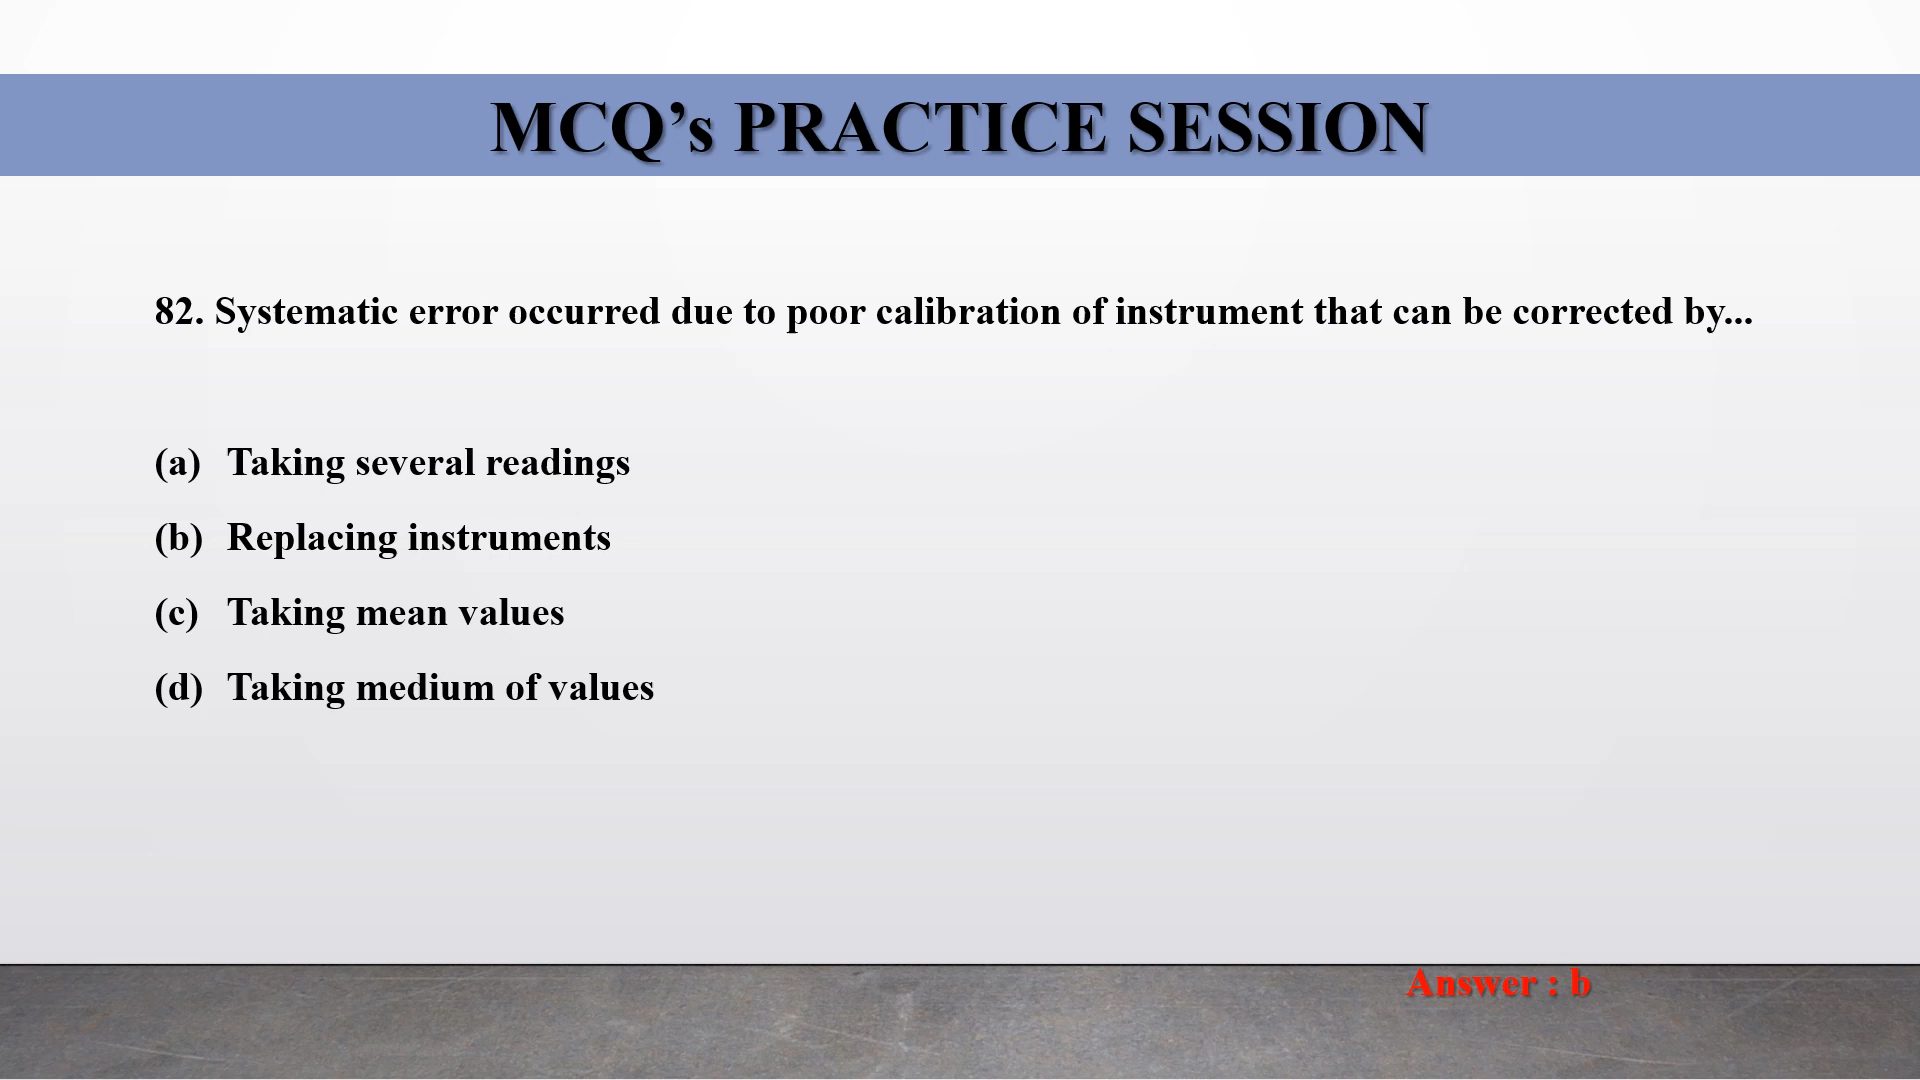 MCQ’s PRACTICE SESSION
82. Systematic error occurred due to poor calibration of instrument that can be corrected by...
(a) Taking several readings
(b) Replacing instruments
(c) Taking mean values
(d) Taking medium of values
Answer : b